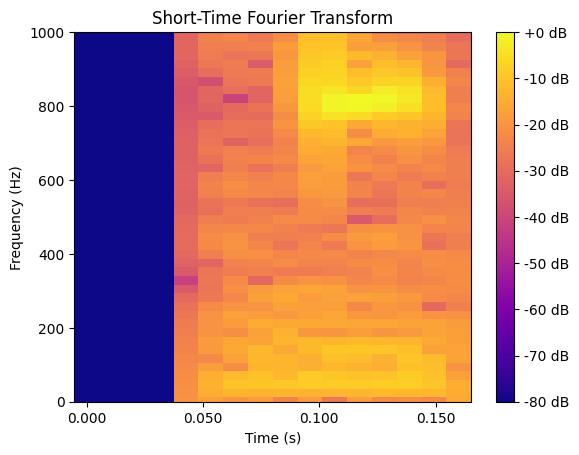 Short-Time Fourier Transform
1000
800
600
400
200
0
Frequency (Hz)
0.000
0.050
0.100
0.150
Time (s)
+0 dB
-10 dB
-20 dB
-30 dB
-40 dB
-50 dB
-60 dB
-70 dB
-80 dB